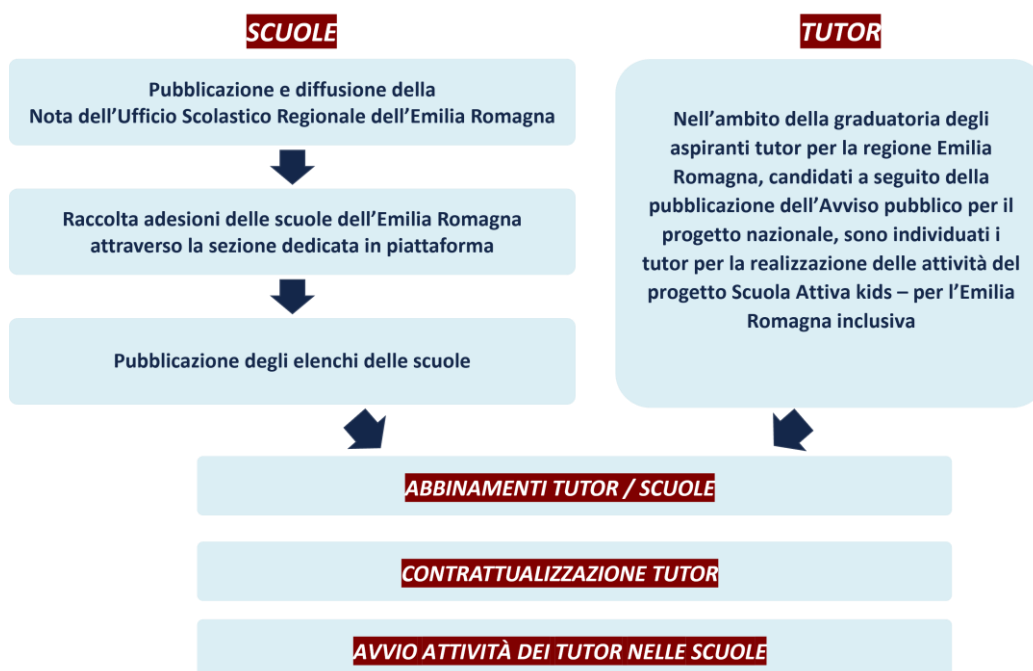 SCUOLE
Pubblicazione e diffusione della
Nota dell'Ufficio Scolastico Regionale dell'Emilia Romagna
Raccolta adesioni delle scuole dell'Emilia Romagna
attraverso la sezione dedicata in piattaforma
Pubblicazione degli elenchi delle scuole
TUTOR
Nell'ambito della graduatoria degli
aspiranti tutor per la regione Emilia
Romagna, candidati a seguito della
pubblicazione dell'Avviso pubblico per il
progetto nazionale, sono individuati i
tutor per la realizzazione delle attività del
progetto Scuola Attiva kids – per l'Emilia
Romagna inclusiva
ABBINAMENTI TUTOR / SCUOLE
CONTRATTUALIZZAZIONE TUTOR
AVVIO ATTIVITÀ DEI TUTOR NELLE SCUOLE